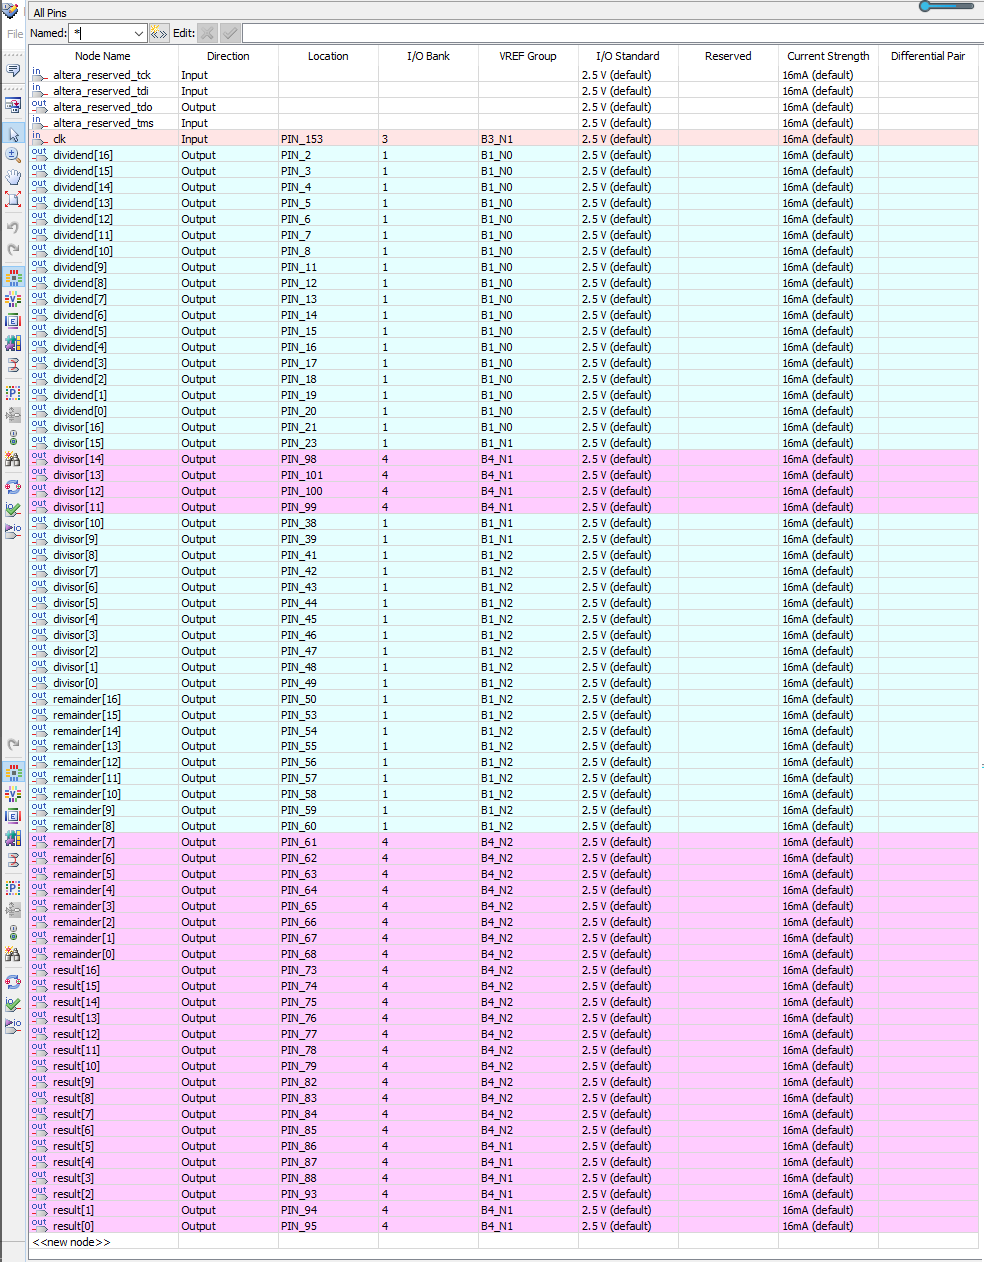 All Pins
File
Named: * Edit:
Node Name Direction Location I/O Bank VREF Group I/O Standard Reserved Current Strength Differential Pair
in altera_reserved_tck Input 2.5 V (default) 16mA (default)
in altera_reserved_tdi Input 2.5 V (default) 16mA (default)
out altera_reserved_tdo Output 2.5 V (default) 16mA (default)
in altera_reserved_tms Input 2.5 V (default) 16mA (default)
in clk Input PIN_153 3 B3_N1 2.5 V (default) 16mA (default)
out dividend[16] Output PIN_2 1 B1_N0 2.5 V (default) 16mA (default)
out dividend[15] Output PIN_3 1 B1_N0 2.5 V (default) 16mA (default)
out dividend[14] Output PIN_4 1 B1_N0 2.5 V (default) 16mA (default)
out dividend[13] Output PIN_5 1 B1_N0 2.5 V (default) 16mA (default)
out dividend[12] Output PIN_6 1 B1_N0 2.5 V (default) 16mA (default)
out dividend[11] Output PIN_7 1 B1_N0 2.5 V (default) 16mA (default)
out dividend[10] Output PIN_8 1 B1_N0 2.5 V (default) 16mA (default)
out dividend[9] Output PIN_11 1 B1_N0 2.5 V (default) 16mA (default)
out dividend[8] Output PIN_12 1 B1_N0 2.5 V (default) 16mA (default)
out dividend[7] Output PIN_13 1 B1_N0 2.5 V (default) 16mA (default)
out dividend[6] Output PIN_14 1 B1_N0 2.5 V (default) 16mA (default)
out dividend[5] Output PIN_15 1 B1_N0 2.5 V (default) 16mA (default)
out dividend[4] Output PIN_16 1 B1_N0 2.5 V (default) 16mA (default)
out dividend[3] Output PIN_17 1 B1_N0 2.5 V (default) 16mA (default)
out dividend[2] Output PIN_18 1 B1_N0 2.5 V (default) 16mA (default)
out dividend[1] Output PIN_19 1 B1_N0 2.5 V (default) 16mA (default)
out dividend[0] Output PIN_20 1 B1_N0 2.5 V (default) 16mA (default)
out divisor[16] Output PIN_21 1 B1_N0 2.5 V (default) 16mA (default)
out divisor[15] Output PIN_23 1 B1_N1 2.5 V (default) 16mA (default)
out divisor[14] Output PIN_98 4 B4_N1 2.5 V (default) 16mA (default)
out divisor[13] Output PIN_101 4 B4_N1 2.5 V (default) 16mA (default)
out divisor[12] Output PIN_100 4 B4_N1 2.5 V (default) 16mA (default)
out divisor[11] Output PIN_99 4 B4_N1 2.5 V (default) 16mA (default)
out divisor[10] Output PIN_38 1 B1_N1 2.5 V (default) 16mA (default)
out divisor[9] Output PIN_39 1 B1_N1 2.5 V (default) 16mA (default)
out divisor[8] Output PIN_41 1 B1_N2 2.5 V (default) 16mA (default)
out divisor[7] Output PIN_42 1 B1_N2 2.5 V (default) 16mA (default)
out divisor[6] Output PIN_43 1 B1_N2 2.5 V (default) 16mA (default)
out divisor[5] Output PIN_44 1 B1_N2 2.5 V (default) 16mA (default)
out divisor[4] Output PIN_45 1 B1_N2 2.5 V (default) 16mA (default)
out divisor[3] Output PIN_46 1 B1_N2 2.5 V (default) 16mA (default)
out divisor[2] Output PIN_47 1 B1_N2 2.5 V (default) 16mA (default)
out divisor[1] Output PIN_48 1 B1_N2 2.5 V (default) 16mA (default)
out divisor[0] Output PIN_49 1 B1_N2 2.5 V (default) 16mA (default)
out remainder[16] Output PIN_50 1 B1_N2 2.5 V (default) 16mA (default)
out remainder[15] Output PIN_53 1 B1_N2 2.5 V (default) 16mA (default)
out remainder[14] Output PIN_54 1 B1_N2 2.5 V (default) 16mA (default)
out remainder[13] Output PIN_55 1 B1_N2 2.5 V (default) 16mA (default)
out remainder[12] Output PIN_56 1 B1_N2 2.5 V (default) 16mA (default)
out remainder[11] Output PIN_57 1 B1_N2 2.5 V (default) 16mA (default)
out remainder[10] Output PIN_58 1 B1_N2 2.5 V (default) 16mA (default)
out remainder[9] Output PIN_59 1 B1_N2 2.5 V (default) 16mA (default)
out remainder[8] Output PIN_60 1 B1_N2 2.5 V (default) 16mA (default)
out remainder[7] Output PIN_61 4 B4_N2 2.5 V (default) 16mA (default)
out remainder[6] Output PIN_62 4 B4_N2 2.5 V (default) 16mA (default)
out remainder[5] Output PIN_63 4 B4_N2 2.5 V (default) 16mA (default)
out remainder[4] Output PIN_64 4 B4_N2 2.5 V (default) 16mA (default)
out remainder[3] Output PIN_65 4 B4_N2 2.5 V (default) 16mA (default)
out remainder[2] Output PIN_66 4 B4_N2 2.5 V (default) 16mA (default)
out remainder[1] Output PIN_67 4 B4_N2 2.5 V (default) 16mA (default)
out remainder[0] Output PIN_68 4 B4_N2 2.5 V (default) 16mA (default)
out result[16] Output PIN_73 4 B4_N2 2.5 V (default) 16mA (default)
out result[15] Output PIN_74 4 B4_N2 2.5 V (default) 16mA (default)
out result[14] Output PIN_75 4 B4_N2 2.5 V (default) 16mA (default)
out result[13] Output PIN_76 4 B4_N2 2.5 V (default) 16mA (default)
out result[12] Output PIN_77 4 B4_N2 2.5 V (default) 16mA (default)
out result[11] Output PIN_78 4 B4_N2 2.5 V (default) 16mA (default)
out result[10] Output PIN_79 4 B4_N2 2.5 V (default) 16mA (default)
out result[9] Output PIN_82 4 B4_N2 2.5 V (default) 16mA (default)
out result[8] Output PIN_83 4 B4_N2 2.5 V (default) 16mA (default)
out result[7] Output PIN_84 4 B4_N2 2.5 V (default) 16mA (default)
out result[6] Output PIN_85 4 B4_N2 2.5 V (default) 16mA (default)
out result[5] Output PIN_86 4 B4_N1 2.5 V (default) 16mA (default)
out result[4] Output PIN_87 4 B4_N1 2.5 V (default) 16mA (default)
out result[3] Output PIN_88 4 B4_N1 2.5 V (default) 16mA (default)
out result[2] Output PIN_93 4 B4_N1 2.5 V (default) 16mA (default)
out result[1] Output PIN_94 4 B4_N1 2.5 V (default) 16mA (default)
out result[0] Output PIN_95 4 B4_N1 2.5 V (default) 16mA (default)
<<new node>>